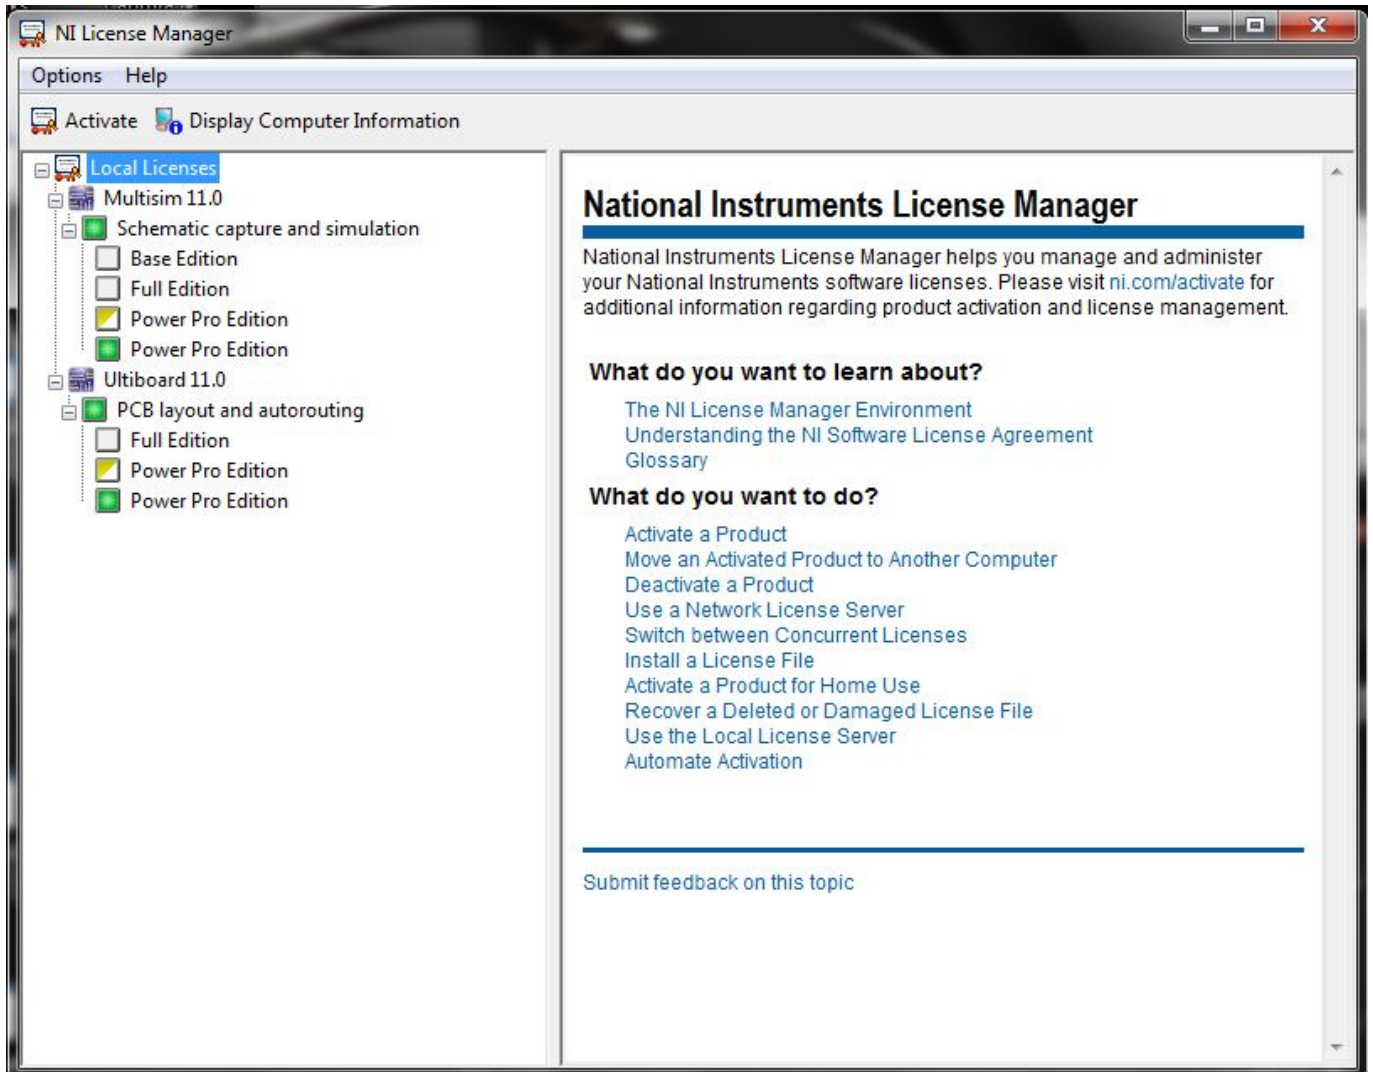 NI License Manager
Options Help
Activate Display Computer Information
Local Licenses
Multisim 11.0
Schematic capture and simulation
Base Edition
Full Edition
Power Pro Edition
Power Pro Edition
Ultiboard 11.0
PCB layout and autorouting
Full Edition
Power Pro Edition
Power Pro Edition
National Instruments License Manager
National Instruments License Manager helps you manage and administer
your National Instruments software licenses. Please visit ni.com/activate for
additional information regarding product activation and license management.
What do you want to learn about?
The NI License Manager Environment
Understanding the NI Software License Agreement
Glossary
What do you want to do?
Activate a Product
Move an Activated Product to Another Computer
Deactivate a Product
Use a Network License Server
Switch between Concurrent Licenses
Install a License File
Activate a Product for Home Use
Recover a Deleted or Damaged License File
Use the Local License Server
Automate Activation
Submit feedback on this topic